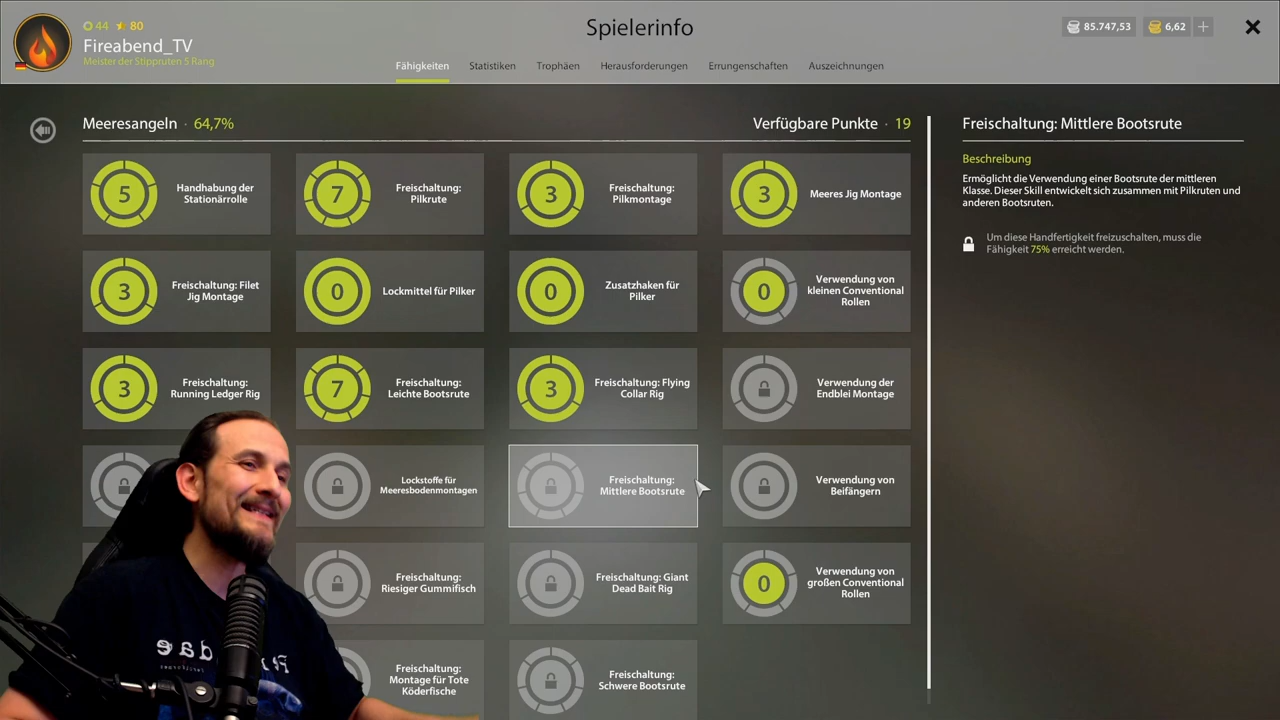 44 80
Fireabend_TV
Meister der Stippruten 5 Rang
Spielerinfo
85.747,53
6,62
Fähigkeiten
Statistiken
Trophäen
Herausforderungen
Errungenschaften
Auszeichnungen
Meeresangeln · 64,7%
Verfügbare Punkte · 19
5
Handhabung der
Stationärrolle
7
Freischaltung:
Pilkrute
3
Freischaltung:
Pilkmontage
3
Meeres Jig Montage
3
Freischaltung: Filet
Jig Montage
0
Lockmittel für Pilker
0
Zusatzhaken für
Pilker
0
Verwendung von
kleinen Conventional
Rollen
3
Freischaltung:
Running Ledger Rig
7
Freischaltung:
Leichte Bootsrute
3
Freischaltung: Flying
Collar Rig
Verwendung der
Endblei Montage
Lockstoffe für
Meeresbodenmontagen
Freischaltung:
Mittlere Bootsrute
Verwendung von
Beifängern
Freischaltung:
Riesiger Gummifisch
Freischaltung: Giant
Dead Bait Rig
0
Verwendung von
großen Conventional
Rollen
Freischaltung:
Montage für Tote
Köderfische
Freischaltung:
Schwere Bootsrute
Freischaltung: Mittlere Bootsrute
Beschreibung
Ermöglicht die Verwendung einer Bootsrute der mittleren
Klasse. Dieser Skill entwickelt sich zusammen mit Pilkruten und
anderen Bootsruten.
Um diese Handfertigkeit freizuschalten, muss die
Fähigkeit 75% erreicht werden.